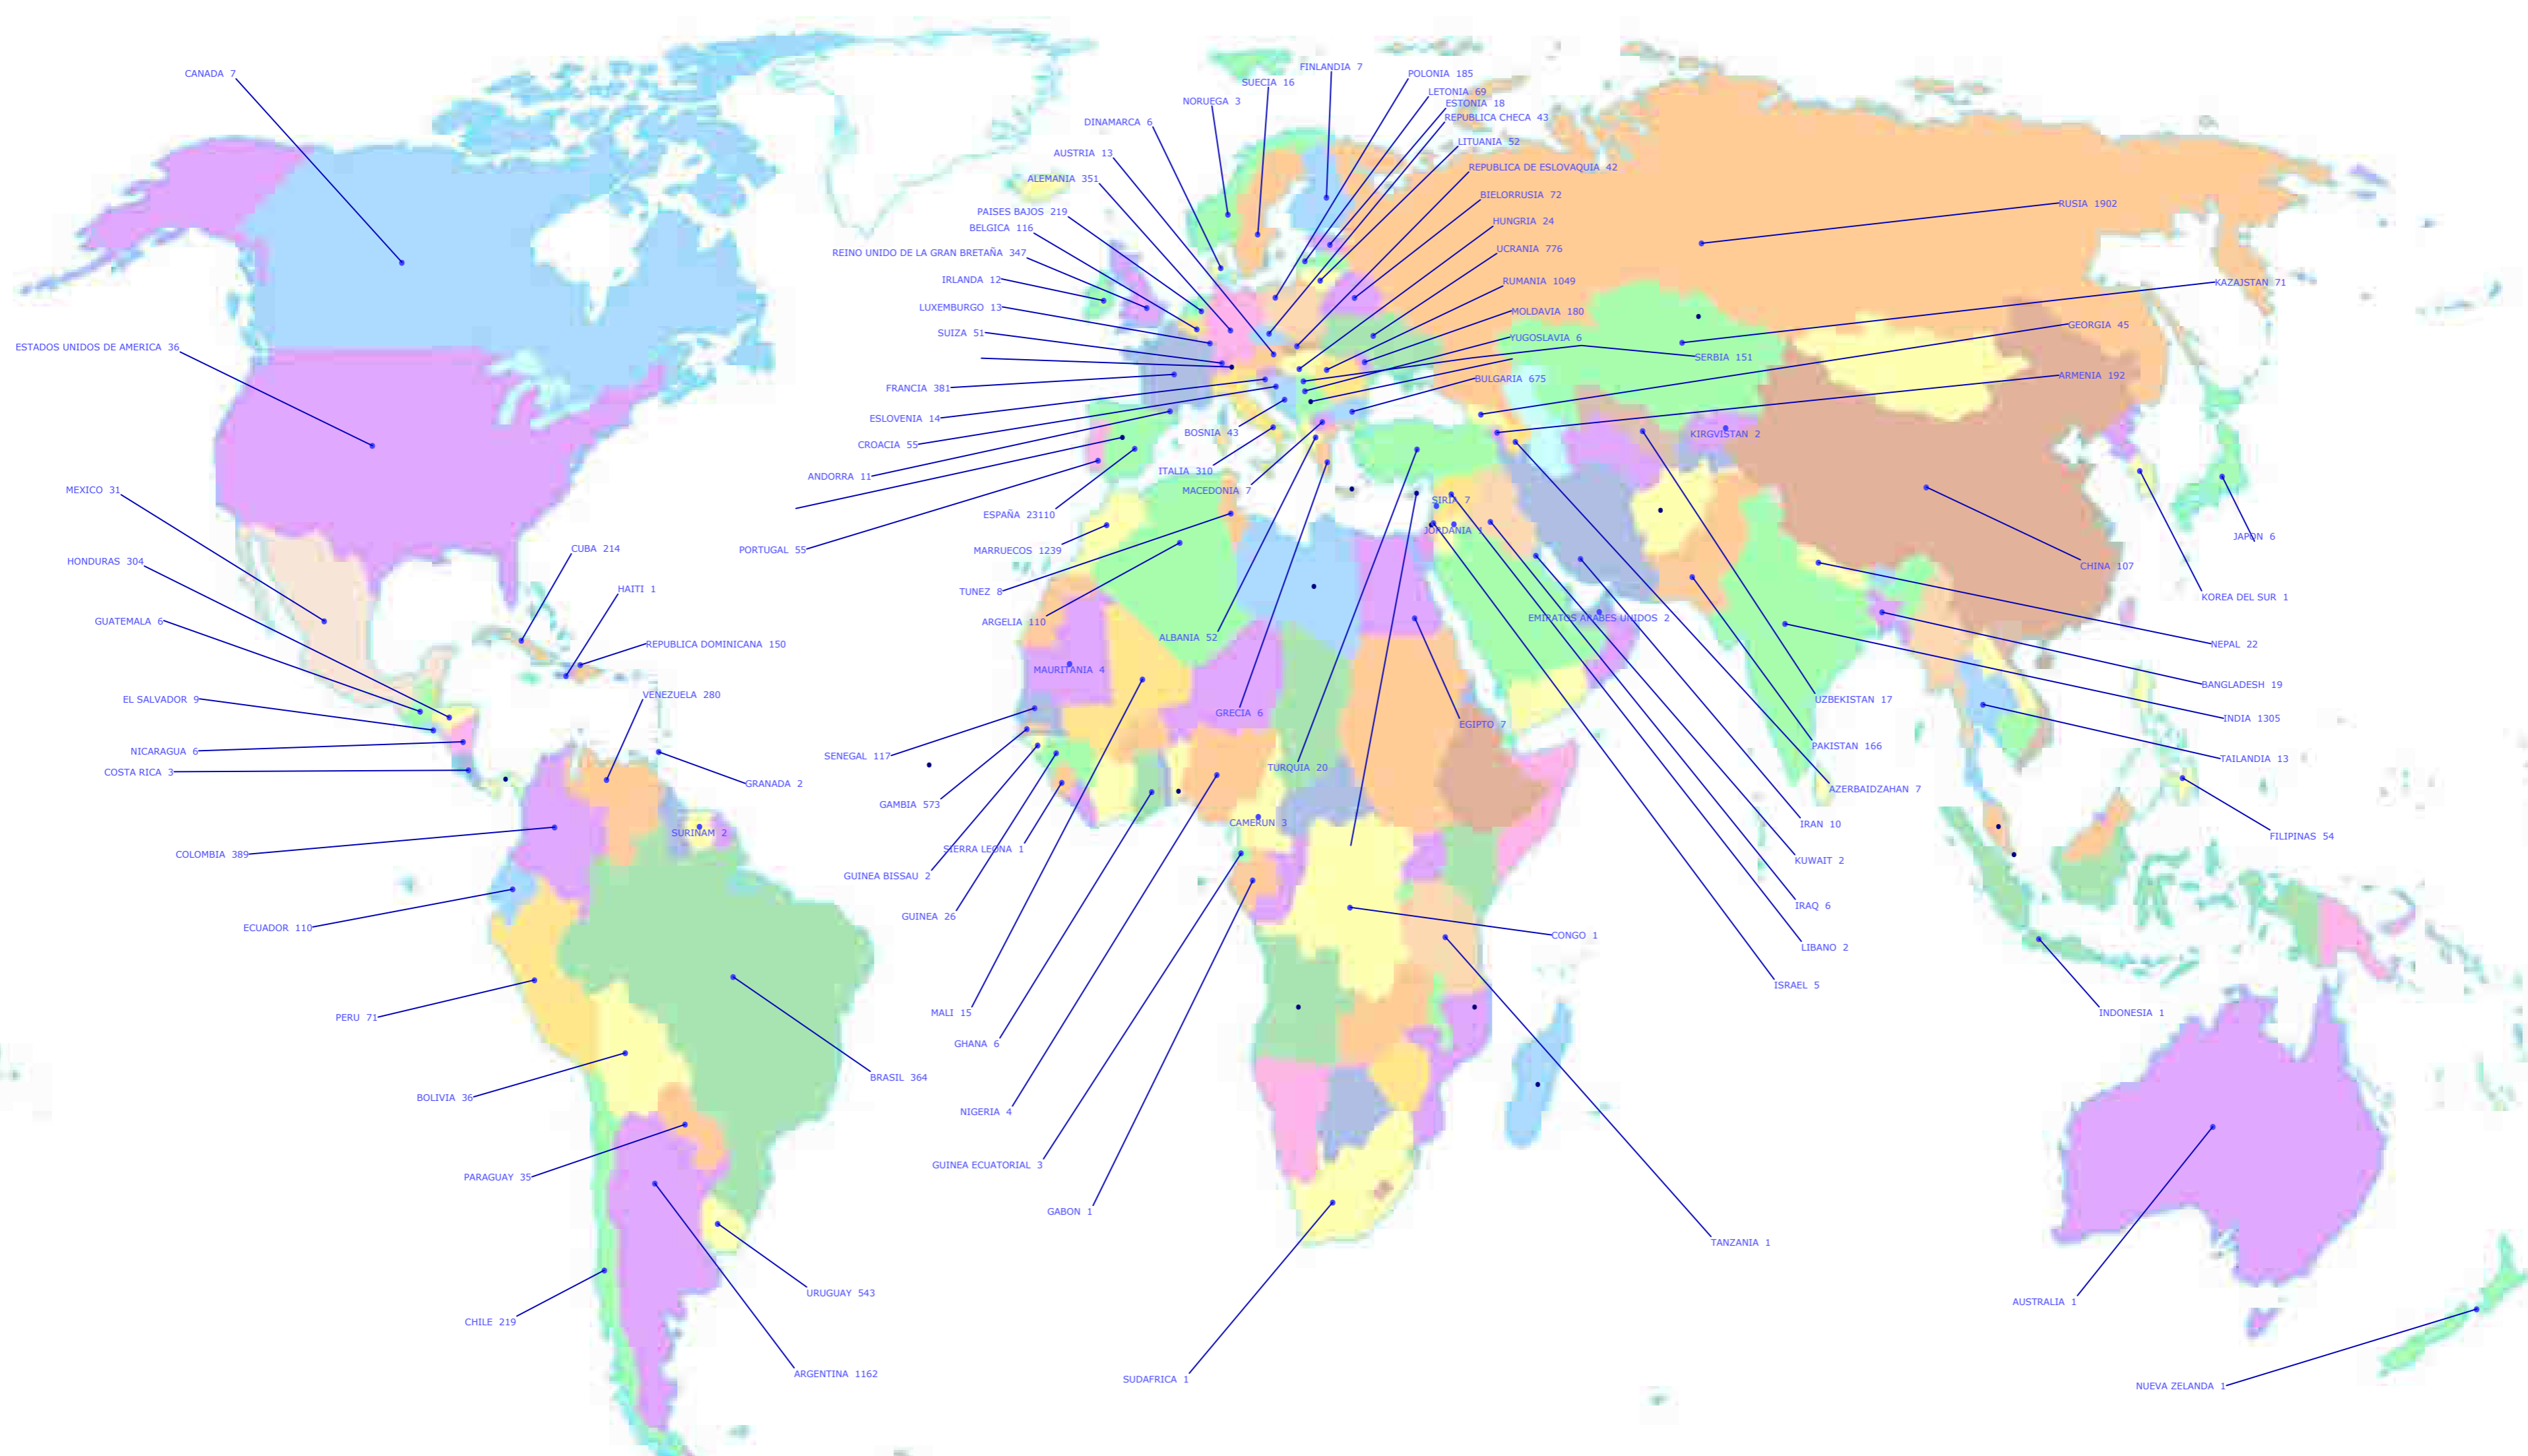 CANADA 7
ESTADOS UNIDOS DE AMERICA 36
MEXICO 31
HONDURAS 304
GUATEMALA 6
EL SALVADOR 9
NICARAGUA 6
COSTA RICA 3
CUBA 214
HAITI 1
REPUBLICA DOMINICANA 150
VENEZUELA 280
GRANADA 2
SURINAM 2
COLOMBIA 389
ECUADOR 110
PERU 71
BOLIVIA 36
BRASIL 364
PARAGUAY 35
URUGUAY 543
CHILE 219
ARGENTINA 1162
FINLANDIA 7
SUECIA 16
NORUEGA 3
DINAMARCA 6
AUSTRIA 13
ALEMANIA 351
PAISES BAJOS 219
BELGICA 116
REINO UNIDO DE LA GRAN BRETAÑA 347
IRLANDA 12
LUXEMBURGO 13
SUIZA 51
FRANCIA 381
ESLOVENIA 14
CROACIA 55
ANDORRA 11
PORTUGAL 55
ESPAÑA 23110
BOSNIA 43
ITALIA 310
MACEDONIA 7
POLONIA 185
LETONIA 69
ESTONIA 18
REPUBLICA CHECA 43
LITUANIA 52
REPUBLICA DE ESLOVAQUIA 42
BIELORRUSIA 72
HUNGRIA 24
UCRANIA 776
RUMANIA 1049
MOLDAVIA 180
YUGOSLAVIA 6
SERBIA 151
BULGARIA 675
RUSIA 1902
KAZAJSTAN 71
GEORGIA 45
ARMENIA 192
KIRGVISTAN 2
SIRIA 7
JORDANIA 1
MARRUECOS 1239
TUNEZ 8
ARGELIA 110
ALBANIA 52
MAURITANIA 4
GRECIA 6
SENEGAL 117
GAMBIA 573
TURQUIA 20
EGIPTO 7
CAMERUN 3
SIERRA LEONA 1
GUINEA BISSAU 2
GUINEA 26
MALI 15
GHANA 6
NIGERIA 4
GUINEA ECUATORIAL 3
GABON 1
CONGO 1
TANZANIA 1
SUDAFRICA 1
EMIRATOS ARABES UNIDOS 2
JAPON 6
CHINA 107
KOREA DEL SUR 1
NEPAL 22
BANGLADESH 19
INDIA 1305
TAILANDIA 13
UZBEKISTAN 17
PAKISTAN 166
AZERBAIDZAHAN 7
IRAN 10
KUWAIT 2
IRAQ 6
LIBANO 2
ISRAEL 5
FILIPINAS 54
INDONESIA 1
AUSTRALIA 1
NUEVA ZELANDA 1